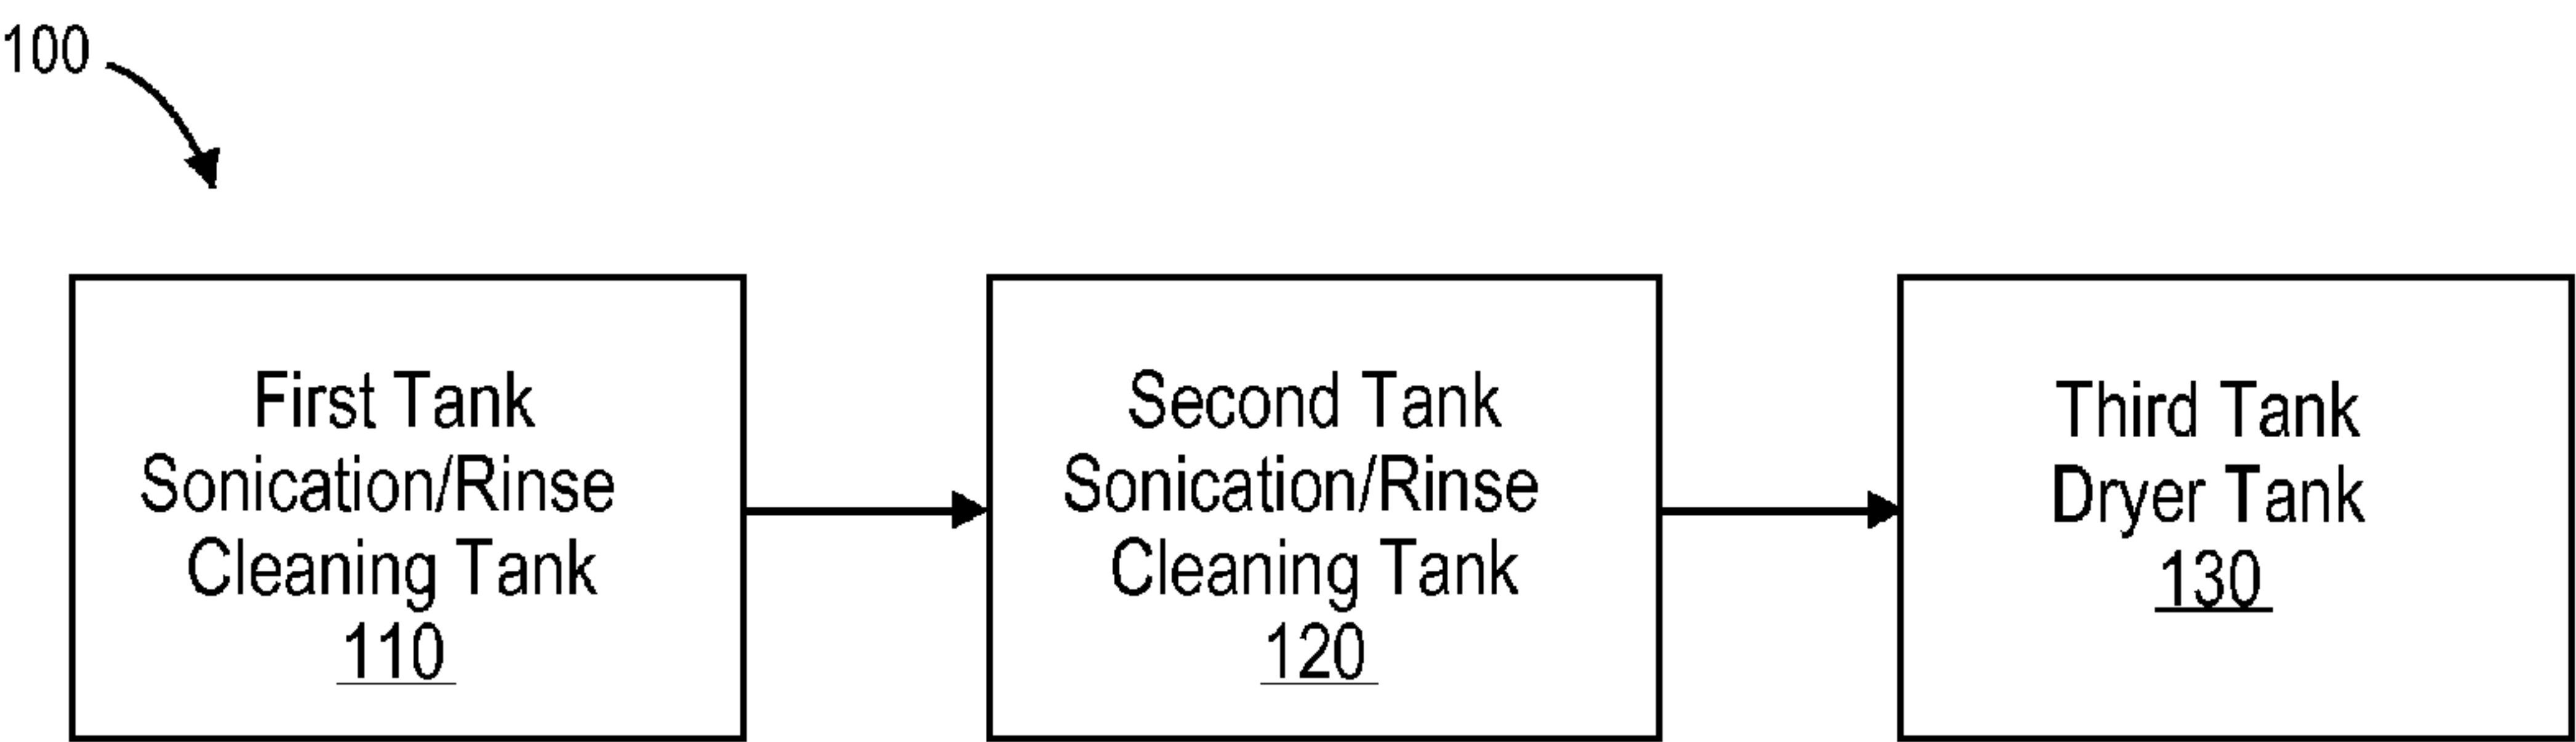 100
First Tank
Sonication/Rinse
Cleaning Tank
110
Second Tank
Sonication/Rinse
Cleaning Tank
120
Third Tank
Dryer Tank
130